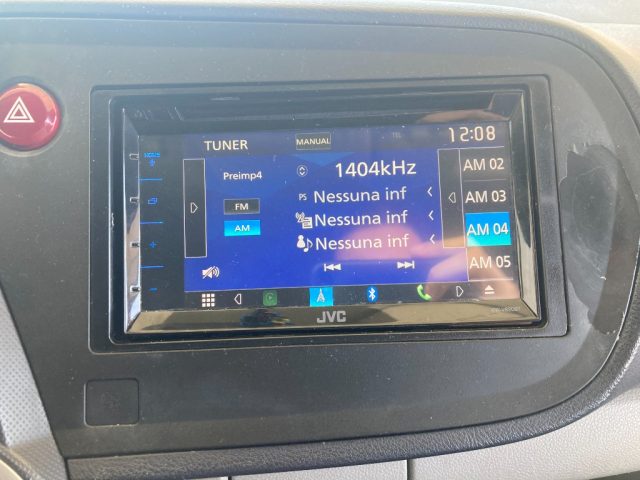 TUNER
MANUAL
TEL
12:08
Preimp4
1404kHz
AM 02
PS Nessuna inf
AM 03
FM
Nessuna inf
AM
AM 04
Nessuna inf
AM 05
JVC